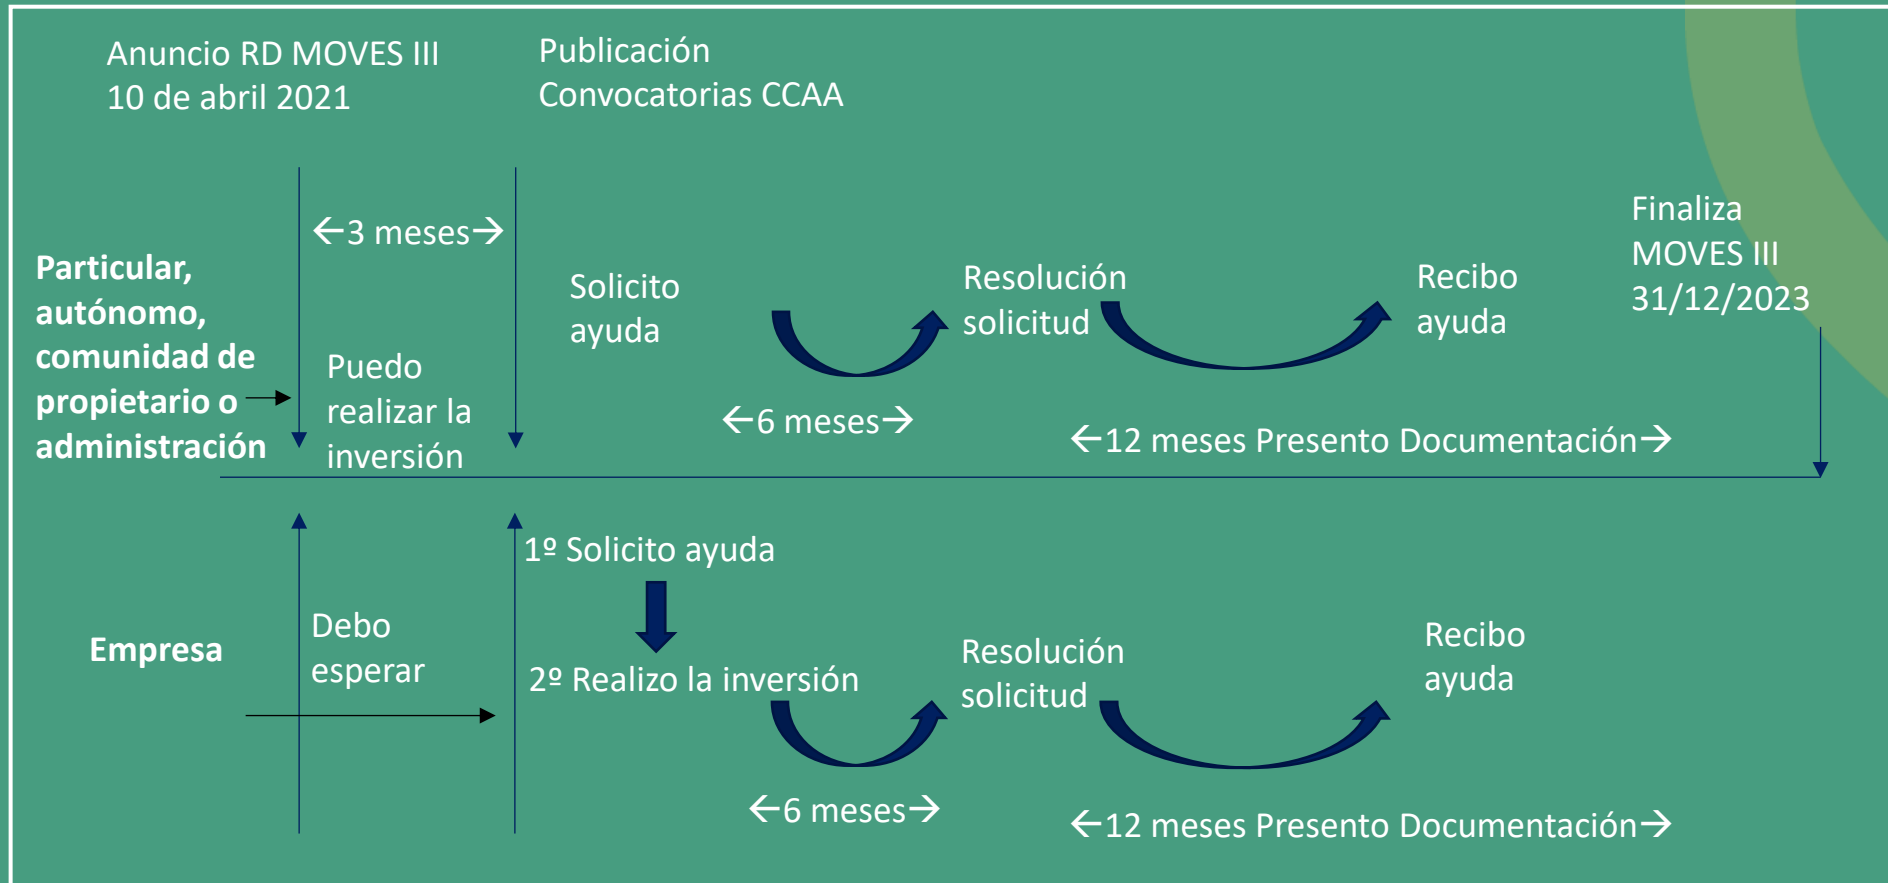 Anuncio RD MOVES III
10 de abril 2021
Publicación
Convocatorias CCAA
←3 meses→
Particular,
autónomo,
comunidad de
propietario o
administración
Puedo
realizar la
inversión
Solicito
ayuda
←6 meses→
Resolución
solicitud
←12 meses Presento Documentación→
Recibo
ayuda
Finaliza
MOVES III
31/12/2023
Empresa
Debo
esperar
1º Solicito ayuda
2º Realizo la inversión
←6 meses→
Resolución
solicitud
←12 meses Presento Documentación→
Recibo
ayuda